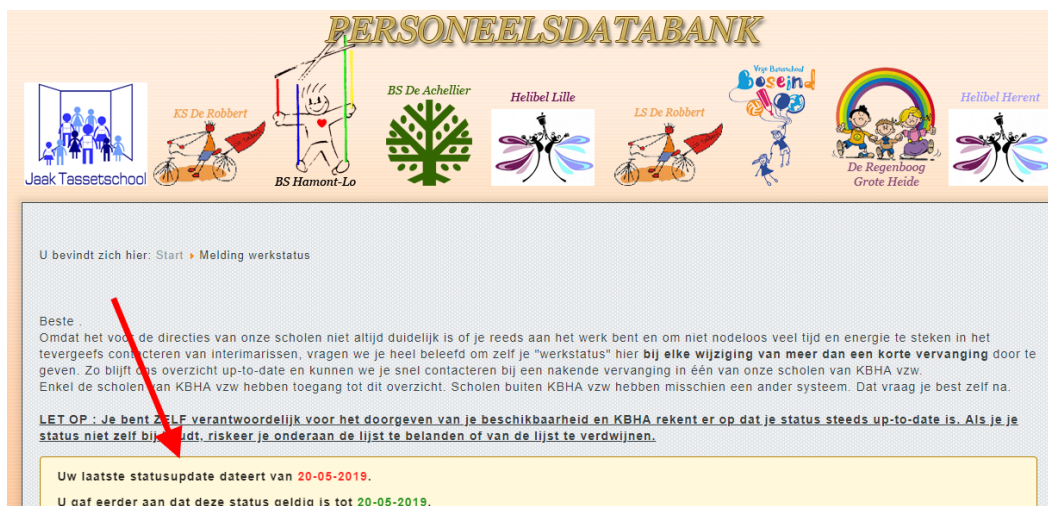 PERSONEELSDATABANK
Jaak Tassetschool
KS De Robbert
BS Hamont-Lo
BS De Achellier
Helibel Lille
LS De Robbert
Vrije Basisschool
Boseind
De Regenboog
Grote Heide
Helibel Herent
U bevindt zich hier: Start Melding werkstatus
Beste .
Omdat het voor de directies van onze scholen niet altijd duidelijk is of je reeds aan het werk bent en om niet nodeloos veel tijd en energie te steken in het
tevergeefs contacteren van interimarissen, vragen we je heel beleefd om zelf je "werkstatus" hier bij elke wijziging van meer dan een korte vervanging door te
geven. Zo blijft ons overzicht up-to-date en kunnen we je snel contacteren bij een nakende vervanging in één van onze scholen van KBHA vzw.
Enkel de scholen van KBHA vzw hebben toegang tot dit overzicht. Scholen buiten KBHA vzw hebben misschien een ander systeem. Dat vraag je best zelf na.
LET OP : Je bent ZELF verantwoordelijk voor het doorgeven van je beschikbaarheid en KBHA rekent er op dat je status steeds up-to-date is. Als je je
status niet zelf bijhoudt, riskeer je onderaan de lijst te belanden of van de lijst te verdwijnen.
Uw laatste statusupdate dateert van 20-05-2019.
U gaf eerder aan dat deze status geldig is tot 20-05-2019.